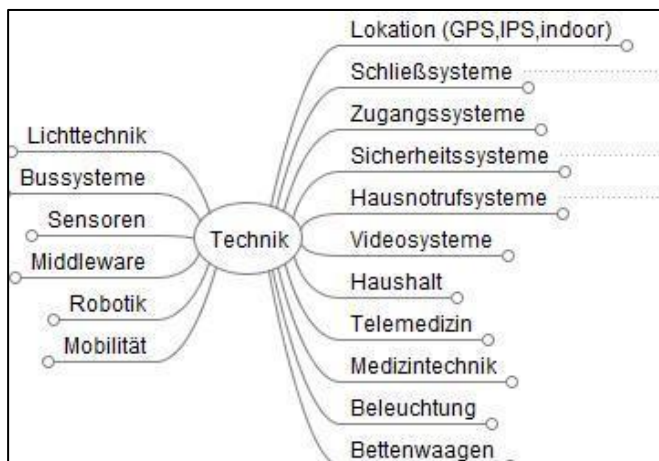 Lichttechnik
Bussysteme
Sensoren
Middleware
Robotik
Mobilität
Technik
Lokation (GPS,IPS,indoor)
Schließsysteme
Zugangssysteme
Sicherheitssysteme
Hausnotrufsysteme
Videosysteme
Haushalt
Telemedizin
Medizintechnik
Beleuchtung
Bettenwaagen